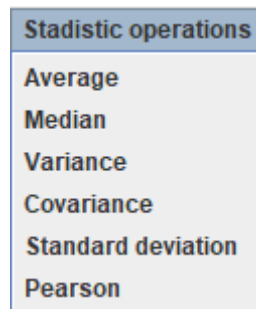 Stadistic operations
Average
Median
Variance
Covariance
Standard deviation
Pearson